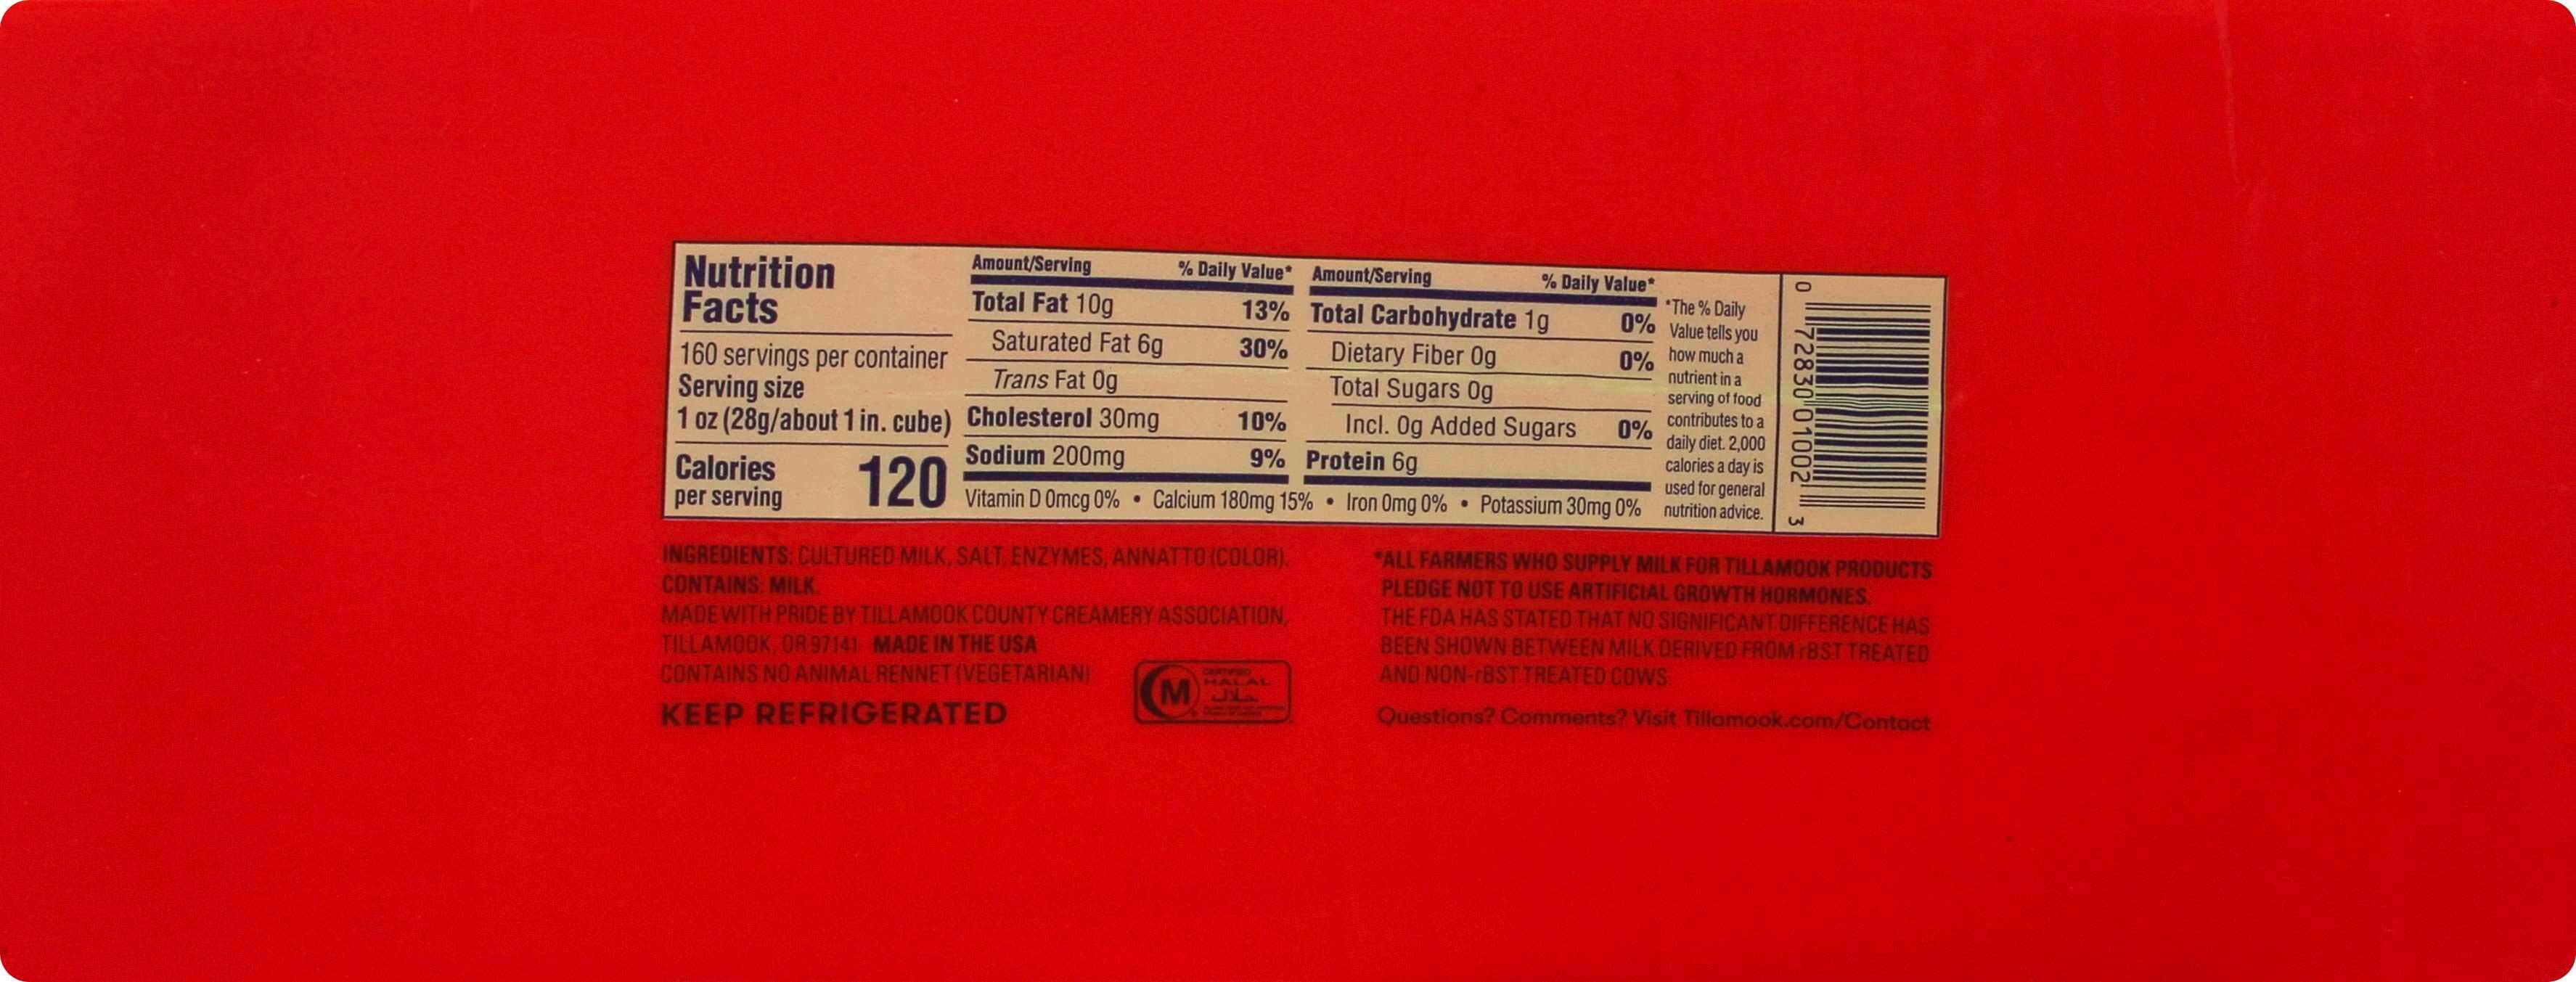 Nutrition
Facts
160 servings per container
Serving size
1 oz (28g/about 1 in. cube)
Calories
per serving
120
Amount/Serving % Daily Value*
Total Fat 10g 13%
Saturated Fat 6g 30%
Trans Fat 0g
Cholesterol 30mg 10%
Sodium 200mg 9%
Amount/Serving % Daily Value*
Total Carbohydrate 1g 0%
Dietary Fiber 0g 0%
Total Sugars 0g
Incl. 0g Added Sugars 0%
Protein 6g
Vitamin D 0mcg 0% • Calcium 180mg 15% • Iron 0mg 0% • Potassium 30mg 0%
*The % Daily
Value tells you
how much a
nutrient in a
serving of food
contributes to a
daily diet. 2,000
calories a day is
used for general
nutrition advice.
0 72830 01002 3
INGREDIENTS: CULTURED MILK, SALT, ENZYMES, ANNATTO (COLOR).
CONTAINS: MILK.
MADE WITH PRIDE BY TILLAMOOK COUNTY CREAMERY ASSOCIATION,
TILLAMOOK, OR 97141 MADE IN THE USA
CONTAINS NO ANIMAL RENNET (VEGETARIAN)
KEEP REFRIGERATED
M
CERTIFIED
HALAL
حلال
*ALL FARMERS WHO SUPPLY MILK FOR TILLAMOOK PRODUCTS
PLEDGE NOT TO USE ARTIFICIAL GROWTH HORMONES.
THE FDA HAS STATED THAT NO SIGNIFICANT DIFFERENCE HAS
BEEN SHOWN BETWEEN MILK DERIVED FROM rBST TREATED
AND NON-rBST TREATED COWS.
Questions? Comments? Visit Tillamook.com/Contact